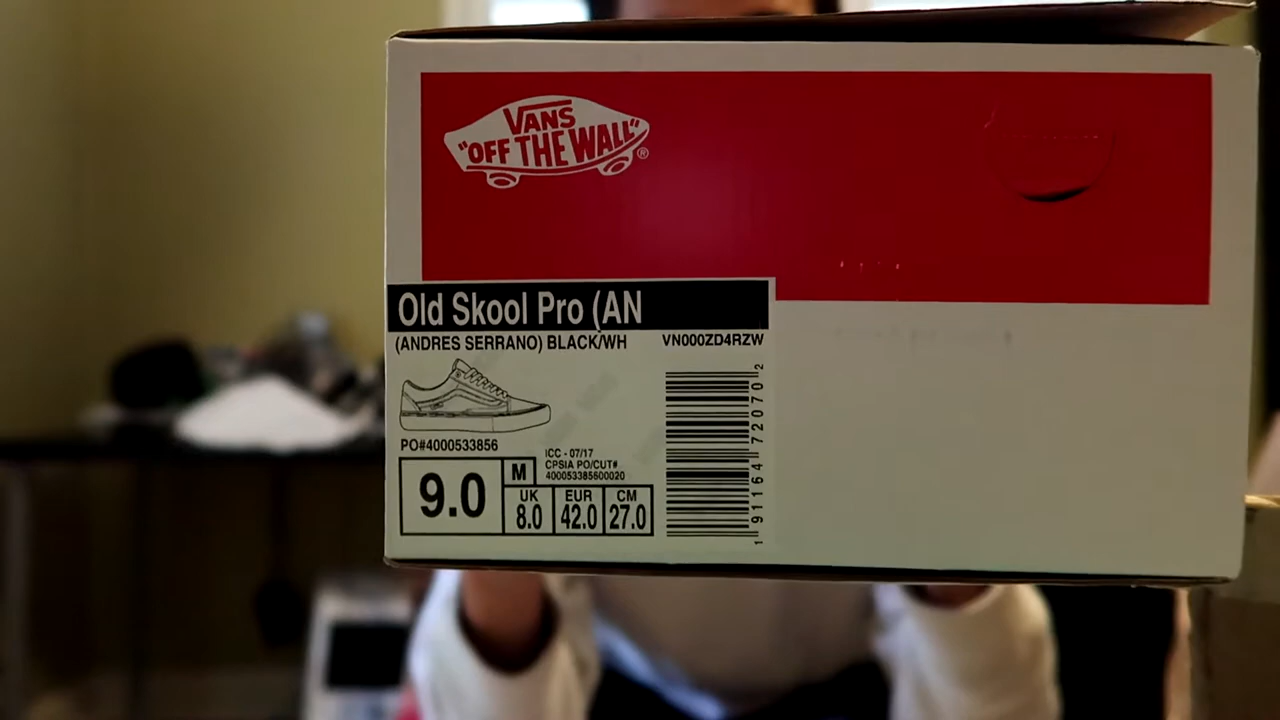 VANS
"OFF THE WALL"
®
Old Skool Pro (AN
(ANDRES SERRANO) BLACK/WH VN000ZD4RZW
PO#4000533856
ICC - 07/17
CPSIA PO/CUT#
400053385600020
9.0 M
UK EUR CM
8.0 42.0 27.0
1 91164 72070 2